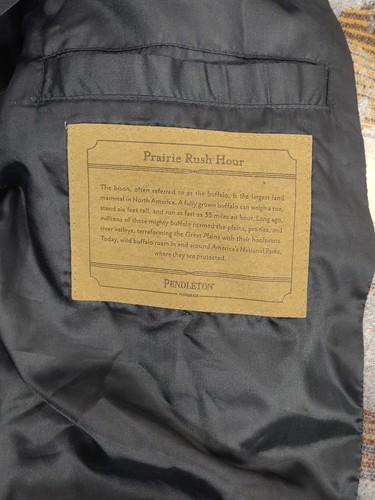 Prairie Rush Hour
The bison, often referred to as the buffalo, is the largest land
mammal in North America. A fully grown buffalo can weigh a ton,
stand six feet tall, and run as fast as 35 miles an hour. Long ago,
millions of these mighty buffalo roamed the plains, prairies, and
river valleys, terraforming the Great Plains with their hoofprints.
Today, wild buffalo roam in and around America's National Parks,
where they are protected.
PENDLETON